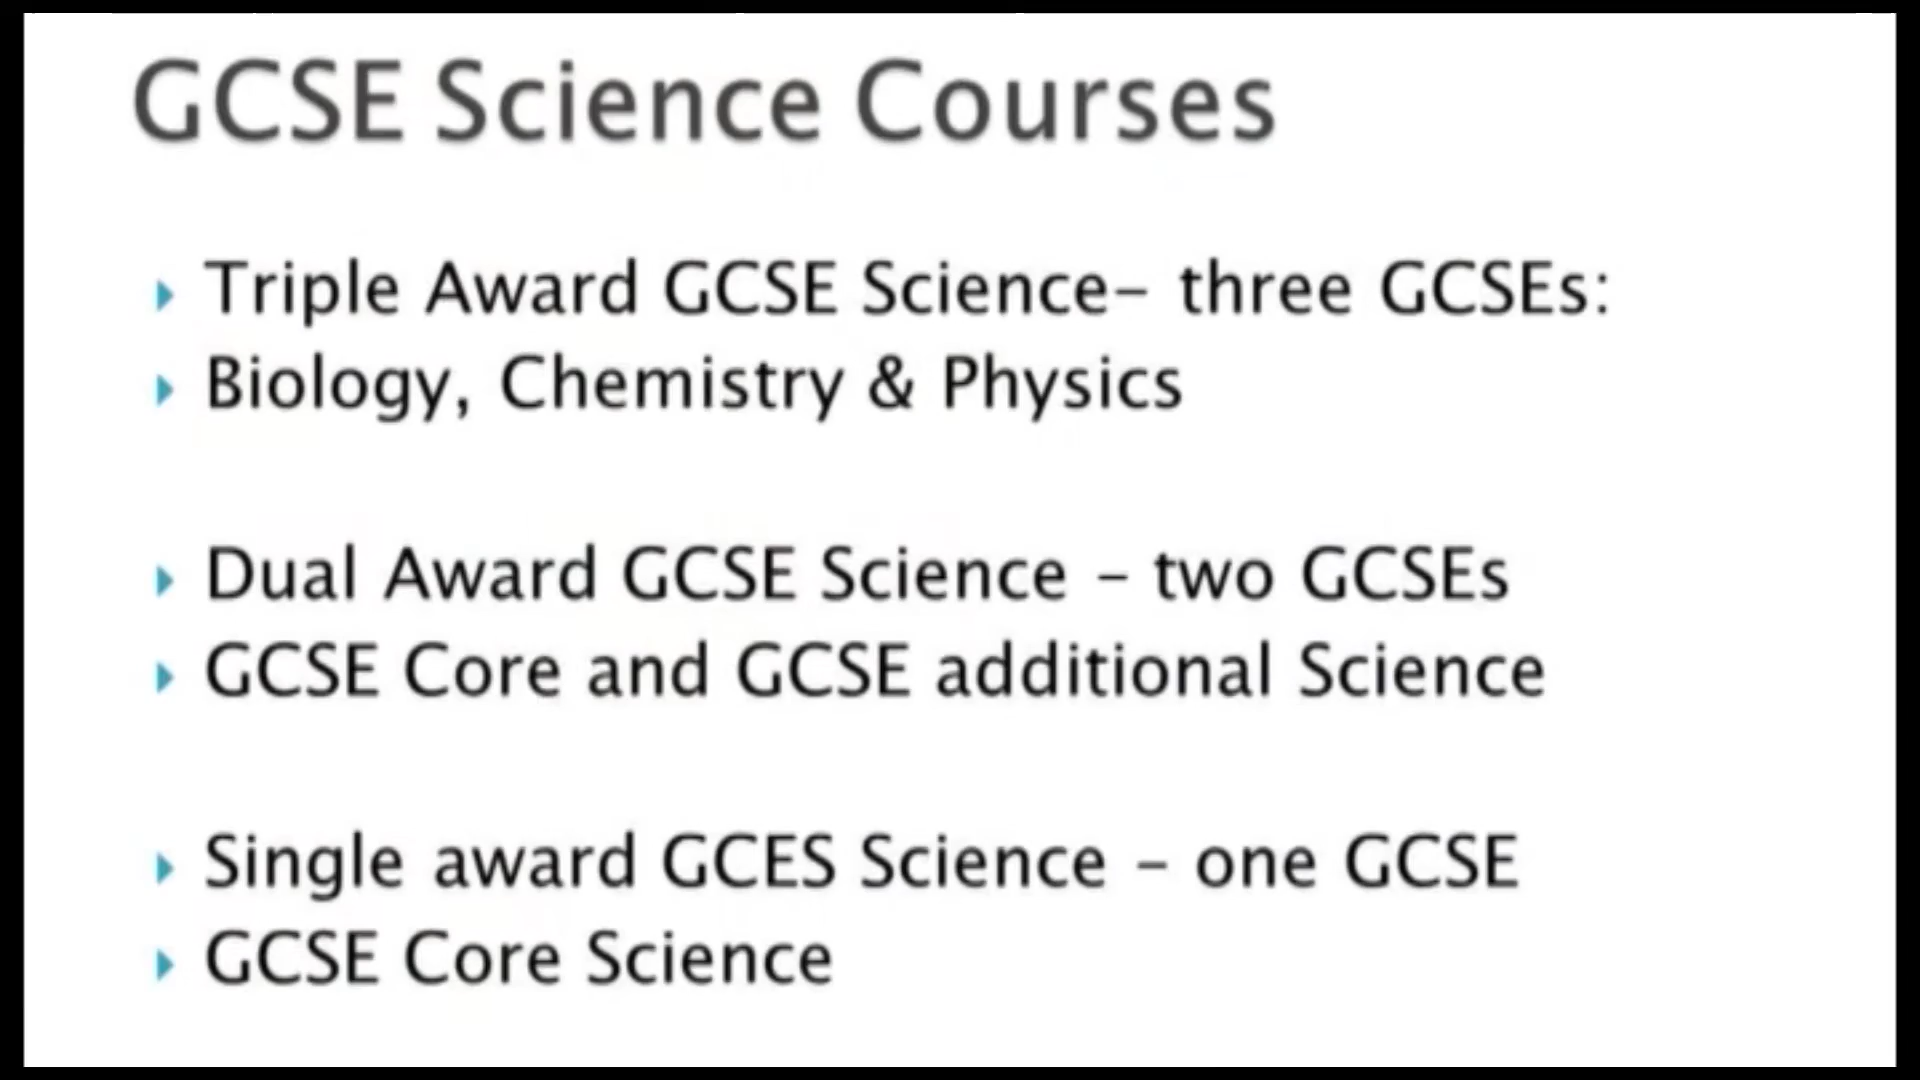 GCSE Science Courses
Triple Award GCSE Science– three GCSEs:
Biology, Chemistry & Physics
Dual Award GCSE Science – two GCSEs
GCSE Core and GCSE additional Science
Single award GCES Science – one GCSE
GCSE Core Science